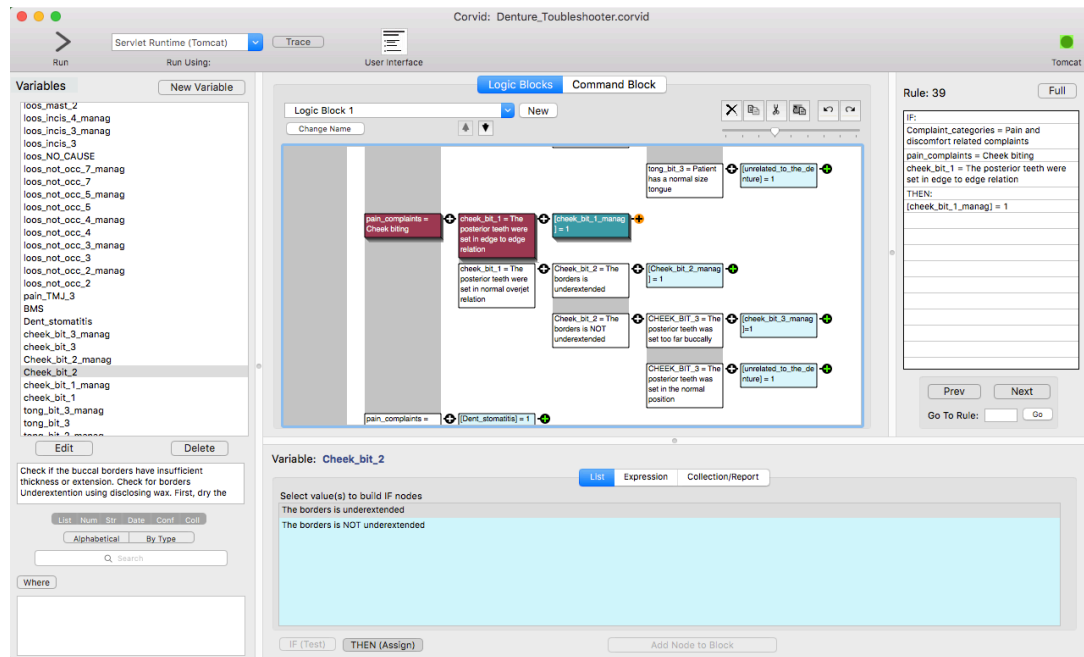 Corvid: Denture_Toubleshooter.corvid
Run
Servlet Runtime (Tomcat)
Run Using:
Trace
User Interface
Tomcat
Variables
New Variable
loos_mast_2
loos_incis_4_manag
loos_incis_3_manag
loos_incis_3
loos_NO_CAUSE
loos_not_occ_7_manag
loos_not_occ_7
loos_not_occ_5
loos_not_occ_4_manag
loos_not_occ_4
loos_not_occ_3_manag
loos_not_occ_3
loos_not_occ_2_manag
loos_not_occ_2
pain_TMJ_3
BMS
Dent_stomatitis
cheek_bit_3_manag
cheek_bit_3
Cheek_bit_2_manag
Cheek_bit_2
cheek_bit_1_manag
cheek_bit_1
tong_bit_3_manag
tong_bit_3
tong_bit_2_manag
Edit
Delete
Check if the buccal borders have insufficient
thickness or extension. Check for borders
Underextention using disclosing wax. First, dry the
List Num Str Date Conf Coll
Alphabetical
By Type
Search
Where
Logic Blocks
Command Block
Logic Block 1
New
Change Name
tong_bit_3 = Patient
has a normal size
tongue
[unrelated_to_the_de
nture] = 1
pain_complaints =
Cheek biting
cheek_bit_1 = The
posterior teeth were
set in edge to edge
relation
[cheek_bit_1_manag
] = 1
cheek_bit_1 = The
posterior teeth were
set in normal overjet
relation
Cheek_bit_2 = The
borders is
underextended
[Cheek_bit_2_manag
] = 1
Cheek_bit_2 = The
borders is NOT
underextended
CHEEK_BIT_3 = The
posterior teeth was
set too far buccally
[cheek_bit_3_manag
]=1
CHEEK_BIT_3 = The
posterior teeth was
set in the normal
position
[unrelated_to_the_de
nture] = 1
pain_complaints =
[Dent_stomatitis] = 1
Rule: 39
Full
IF:
Complaint_categories = Pain and
discomfort related complaints
pain_complaints = Cheek biting
cheek_bit_1 = The posterior teeth were
set in edge to edge relation
THEN:
[cheek_bit_1_manag] = 1
Prev
Next
Go To Rule:
Go
Variable: Cheek_bit_2
List
Expression
Collection/Report
Select value(s) to build IF nodes
The borders is underextended
The borders is NOT underextended
IF (Test)
THEN (Assign)
Add Node to Block